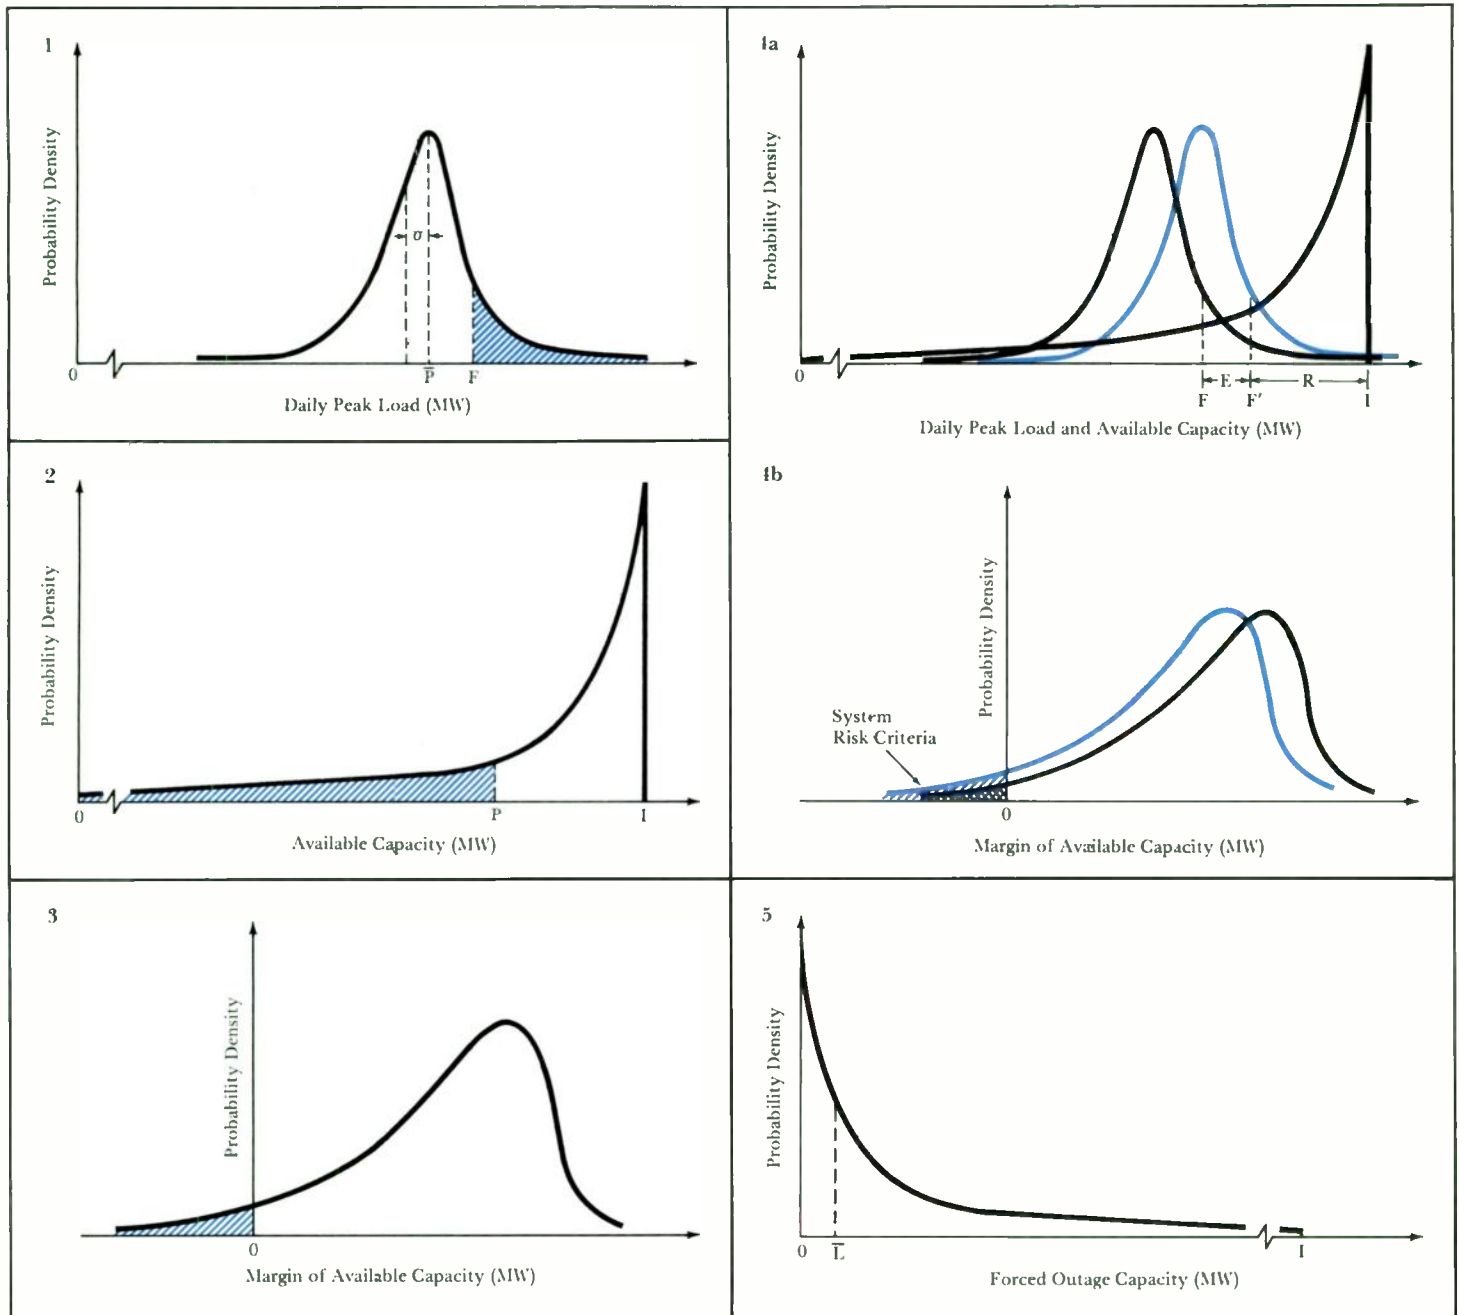 1
Probability Density
σ
0
P̅
F
Daily Peak Load (MW)
2
Probability Density
0
P
I
Available Capacity (MW)
3
Probability Density
0
Margin of Available Capacity (MW)
4a
Probability Density
0
E
R
F
F'
I
Daily Peak Load and Available Capacity (MW)
4b
Probability Density
System
Risk Criteria
0
Margin of Available Capacity (MW)
5
Probability Density
0
L̅
I
Forced Outage Capacity (MW)